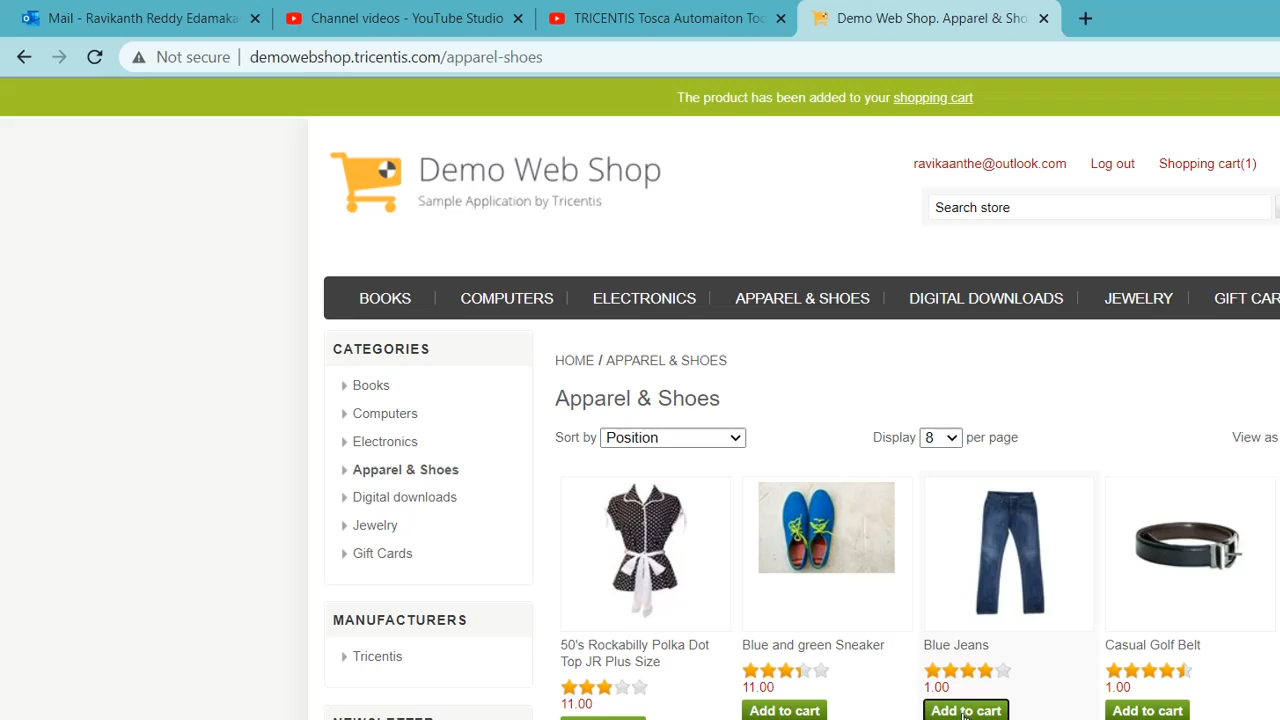 Mail - Ravikanth Reddy Edamaka
Channel videos - YouTube Studio
TRICENTIS Tosca Automaiton Toc
Demo Web Shop. Apparel & Sho
Not secure
demowebshop.tricentis.com/apparel-shoes
The product has been added to your shopping cart
Demo Web Shop
Sample Application by Tricentis
ravikaanthe@outlook.com
Log out
Shopping cart(1)
Search store
BOOKS
COMPUTERS
ELECTRONICS
APPAREL & SHOES
DIGITAL DOWNLOADS
JEWELRY
GIFT CAR
CATEGORIES
Books
Computers
Electronics
Apparel & Shoes
Digital downloads
Jewelry
Gift Cards
MANUFACTURERS
Tricentis
NEWSLETTER
HOME / APPAREL & SHOES
Apparel & Shoes
Sort by Position
Display 8 per page
View as
50's Rockabilly Polka Dot
Top JR Plus Size
11.00
Blue and green Sneaker
11.00
Add to cart
Blue Jeans
1.00
Add to cart
Casual Golf Belt
1.00
Add to cart